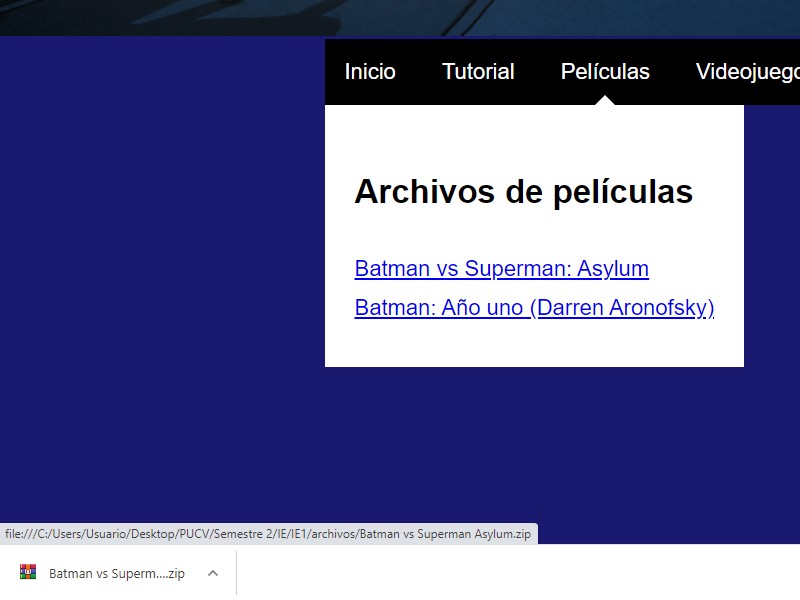 Inicio Tutorial Películas Videojuego
Archivos de películas
Batman vs Superman: Asylum
Batman: Año uno (Darren Aronofsky)
file:///C:/Users/Usuario/Desktop/PUCV/Semestre 2/IE/IE1/archivos/Batman vs Superman Asylum.zip
Batman vs Superm....zip